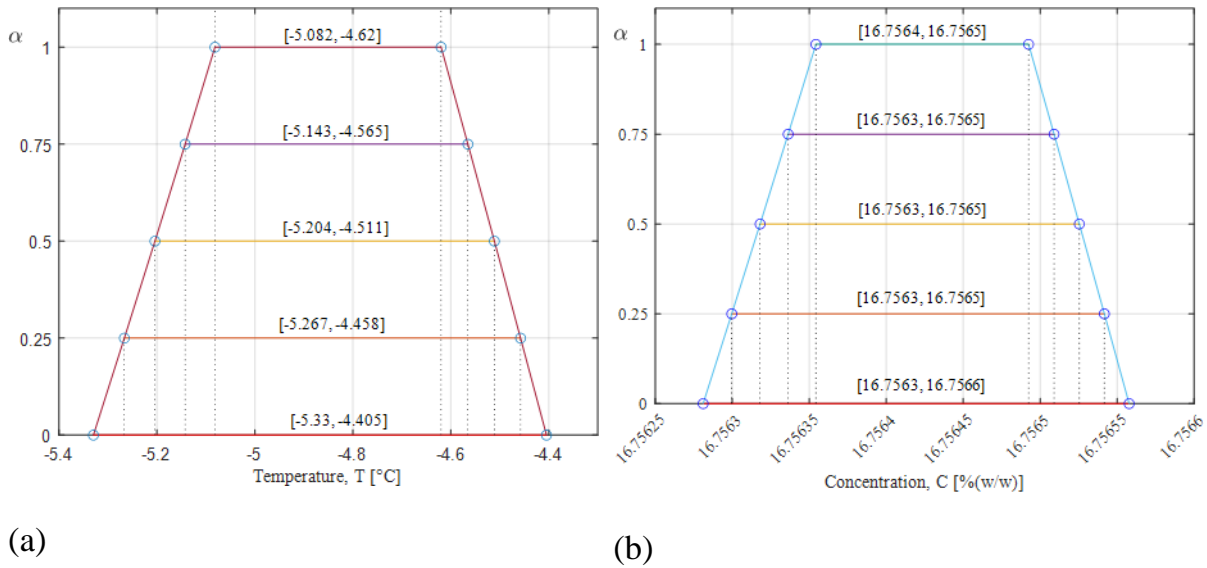 α
1
0.75
0.5
0.25
0
[-5.082, -4.62]
[-5.143, -4.565]
[-5.204, -4.511]
[-5.267, -4.458]
[-5.33, -4.405]
-5.4 -5.2 -5 -4.8 -4.6 -4.4
Temperature, T [°C]
(a)
α
1
0.75
0.5
0.25
0
[16.7564, 16.7565]
[16.7563, 16.7565]
[16.7563, 16.7565]
[16.7563, 16.7565]
[16.7563, 16.7566]
16.75625 16.7563 16.75635 16.7564 16.75645 16.7565 16.75655 16.7566
Concentration, C [%(w/w)]
(b)